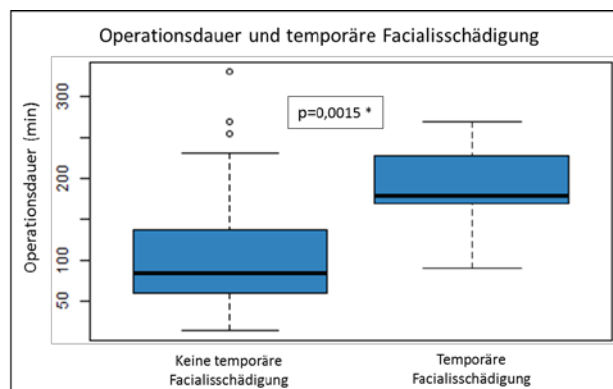 Operationsdauer und temporäre Facialisschädigung
Operationsdauer (min)
300
200
100
50
p=0,0015 *
Keine temporäre
Facialisschädigung
Temporäre
Facialisschädigung